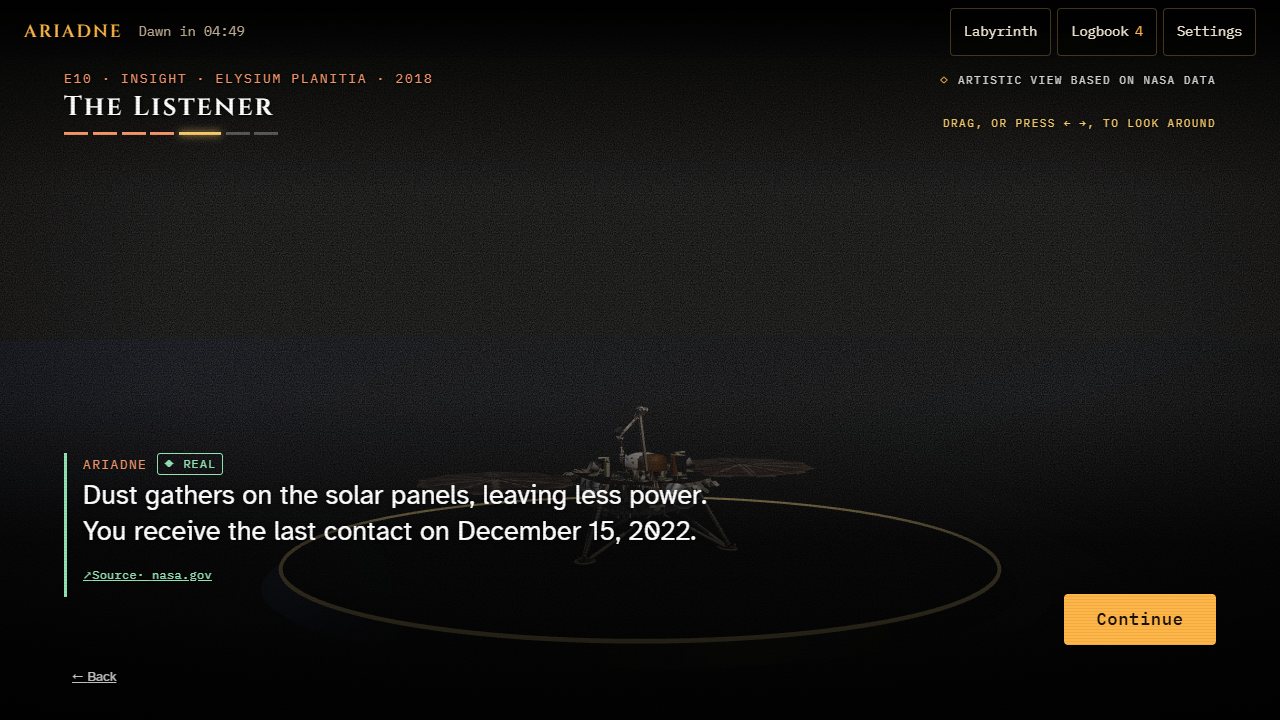 ARIADNE Dawn in 04:49 Labyrinth Logbook 4 Settings
E10 · INSIGHT · ELYSIUM PLANITIA · 2018
The Listener
◇ ARTISTIC VIEW BASED ON NASA DATA
DRAG, OR PRESS ← →, TO LOOK AROUND
ARIADNE ◆ REAL
Dust gathers on the solar panels, leaving less power.
You receive the last contact on December 15, 2022.
↗Source· nasa.gov
Continue
← Back